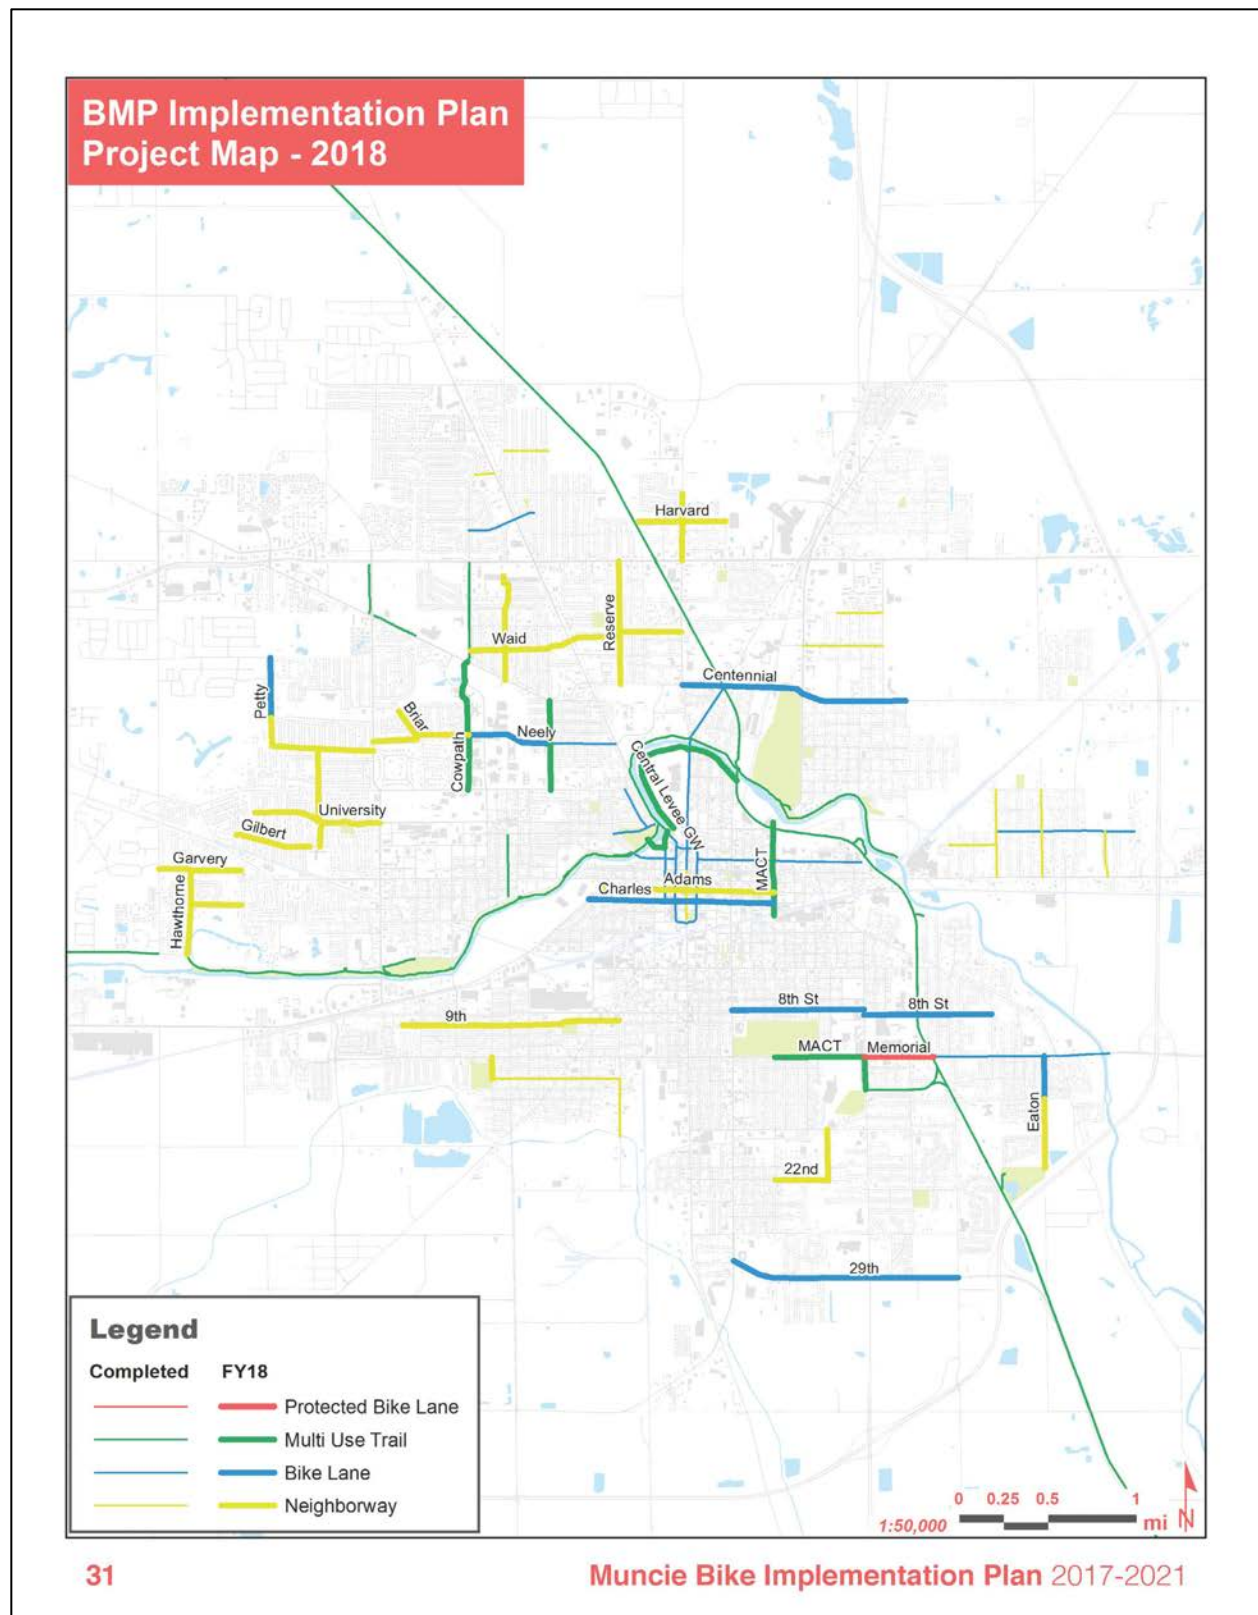 BMP Implementation Plan
Project Map - 2018
Harvard
Reserve
Waid
Centennial
Petty
Briar
Neely
Cowpath
Central Levee GW
University
Gilbert
Garvery
Hawthorne
MACT
Adams
Charles
8th St
8th St
9th
MACT
Memorial
Eaton
22nd
29th
Legend
Completed FY18
Protected Bike Lane
Multi Use Trail
Bike Lane
Neighborway
0 0.25 0.5 1
1:50,000
mi
N
31
Muncie Bike Implementation Plan 2017-2021